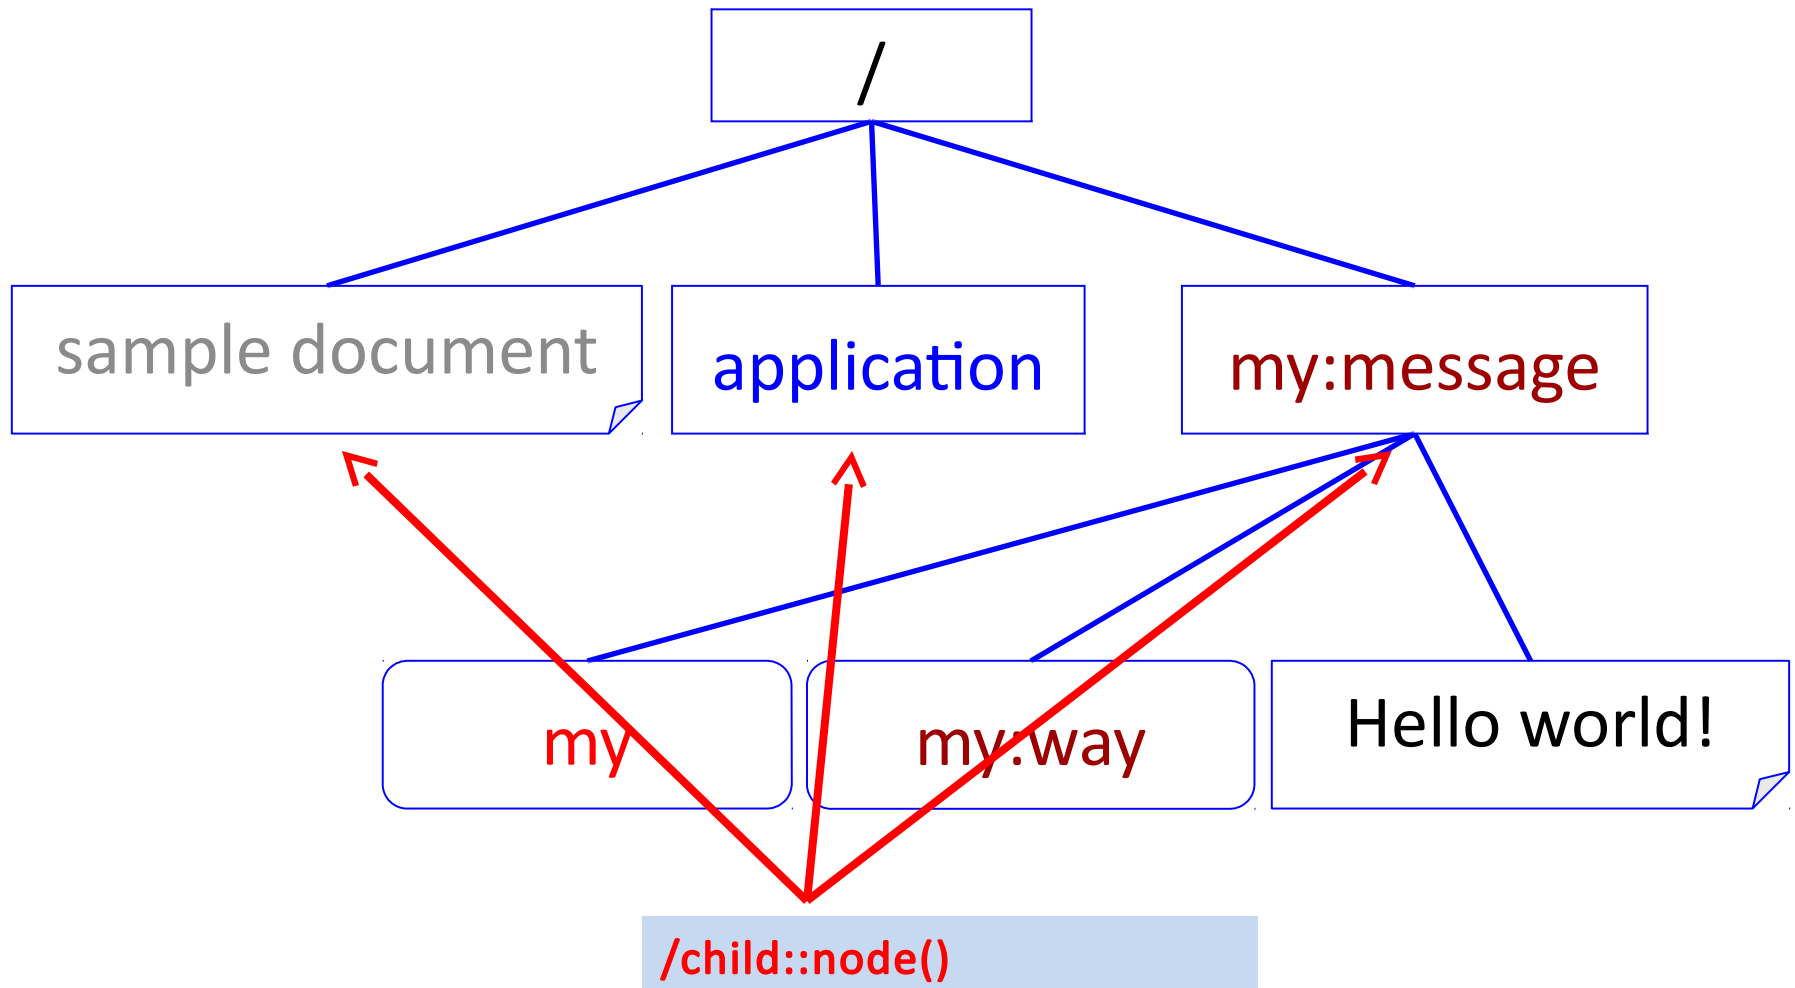 /
sample document
application
my:message
my
my:way
Hello world!
/child::node()